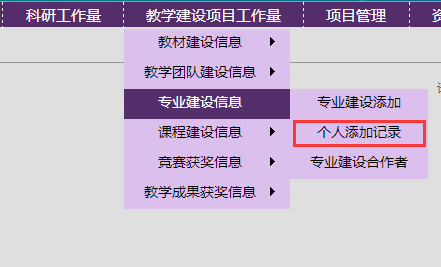 科研工作量 教学建设项目工作量 项目管理
教材建设信息
教学团队建设信息
专业建设信息 专业建设添加
课程建设信息 个人添加记录
竞赛获奖信息 专业建设合作者
教学成果获奖信息